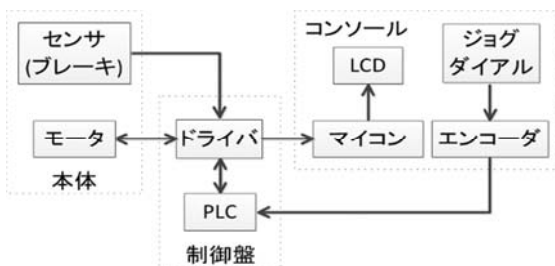 センサ
(ブレーキ)
モータ
本体
ドライバ
PLC
制御盤
コンソール
LCD
マイコン
ジョグ
ダイアル
エンコーダ